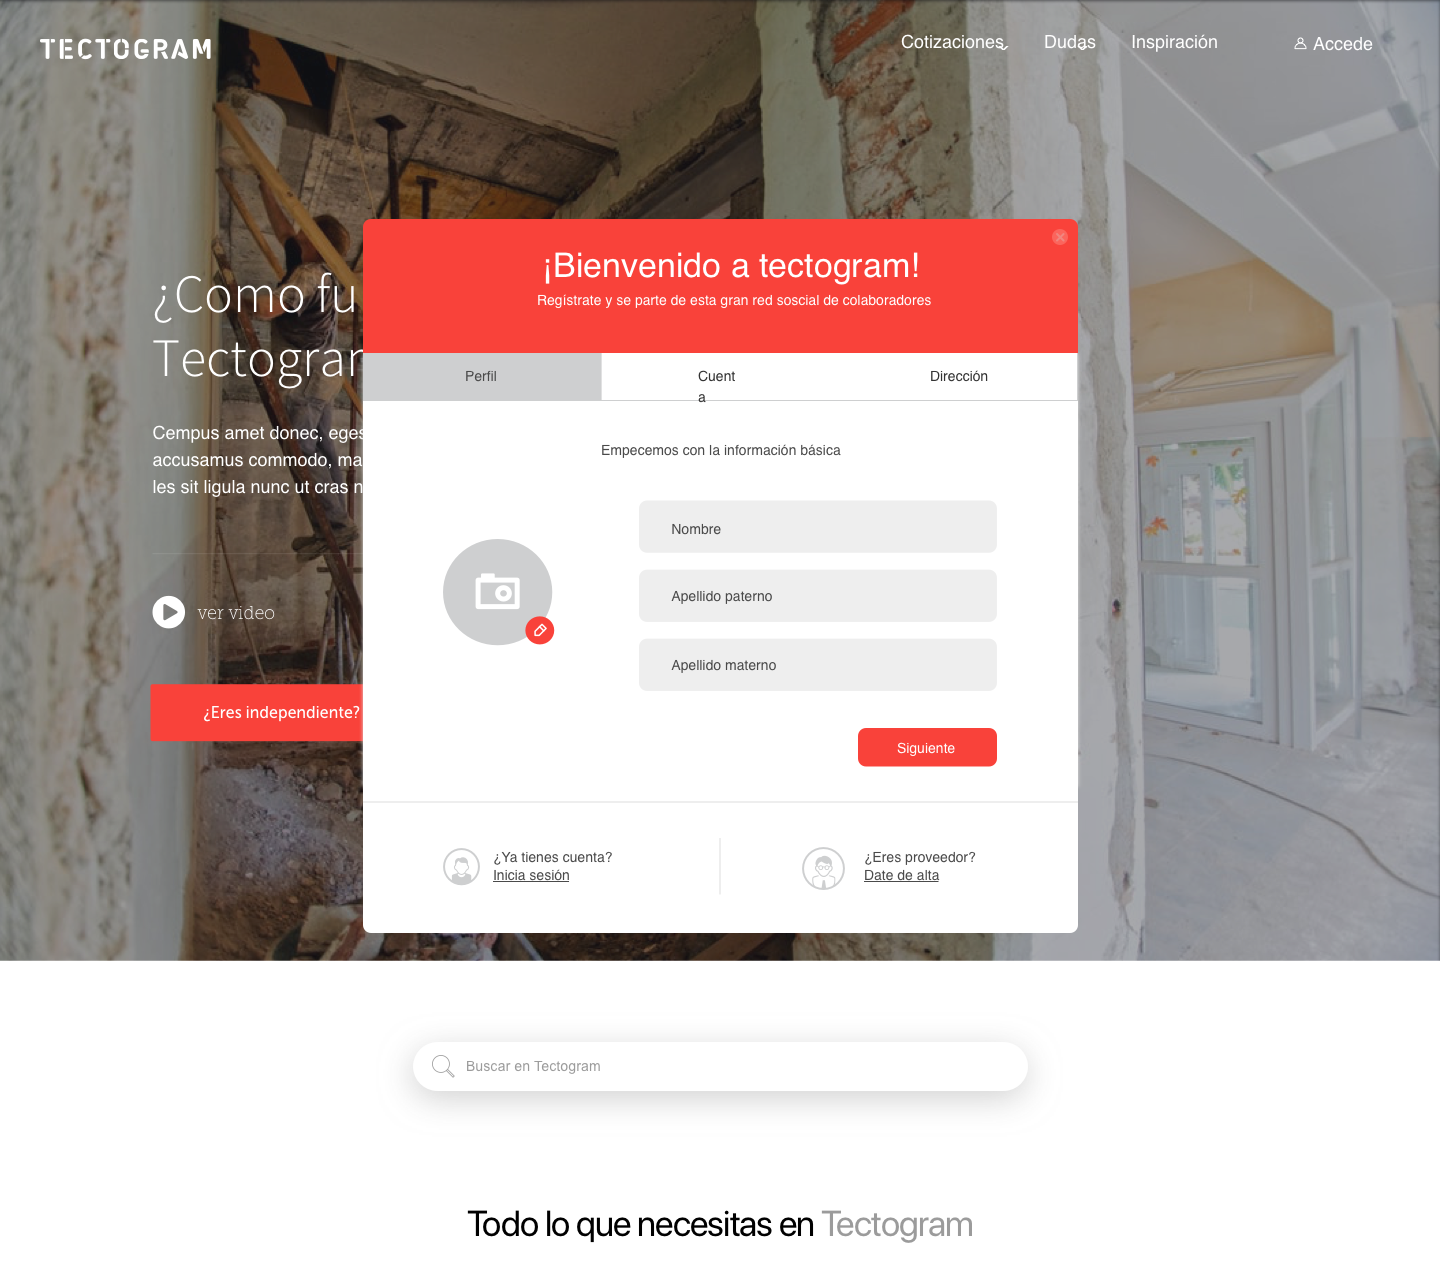 TECTOGRAM
Cotizaciones
Dudas
Inspiración
Accede
¿Como fu
Tectogram
Cempus amet donec, eges
accusamus commodo, ma
les sit ligula nunc ut cras n
ver video
¿Eres independiente?
¡Bienvenido a tectogram!
Regístrate y se parte de esta gran red soscial de colaboradores
Perfil
Cuent
a
Dirección
Empecemos con la información básica
Nombre
Apellido paterno
Apellido materno
Siguiente
¿Ya tienes cuenta?
Inicia sesión
¿Eres proveedor?
Date de alta
Buscar en Tectogram
Todo lo que necesitas en Tectogram